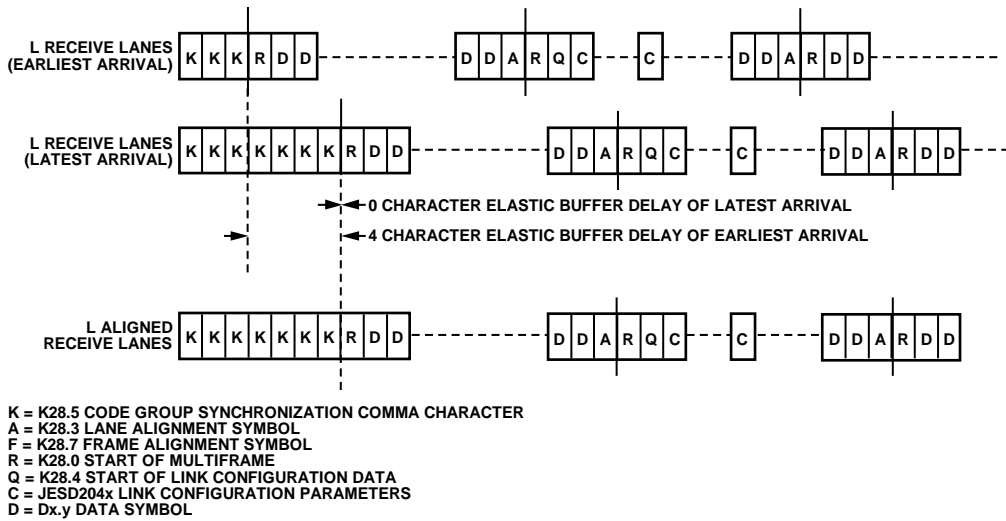 L RECEIVE LANES
(EARLIEST ARRIVAL)
K K K R D D
D D A R Q C
C
D D A R D D
L RECEIVE LANES
(LATEST ARRIVAL)
K K K K K K K R D D
D D A R Q C
C
D D A R D D
0 CHARACTER ELASTIC BUFFER DELAY OF LATEST ARRIVAL
4 CHARACTER ELASTIC BUFFER DELAY OF EARLIEST ARRIVAL
L ALIGNED
RECEIVE LANES
K K K K K K K R D D
D D A R Q C
C
D D A R D D
K = K28.5 CODE GROUP SYNCHRONIZATION COMMA CHARACTER
A = K28.3 LANE ALIGNMENT SYMBOL
F = K28.7 FRAME ALIGNMENT SYMBOL
R = K28.0 START OF MULTIFRAME
Q = K28.4 START OF LINK CONFIGURATION DATA
C = JESD204x LINK CONFIGURATION PARAMETERS
D = Dx.y DATA SYMBOL